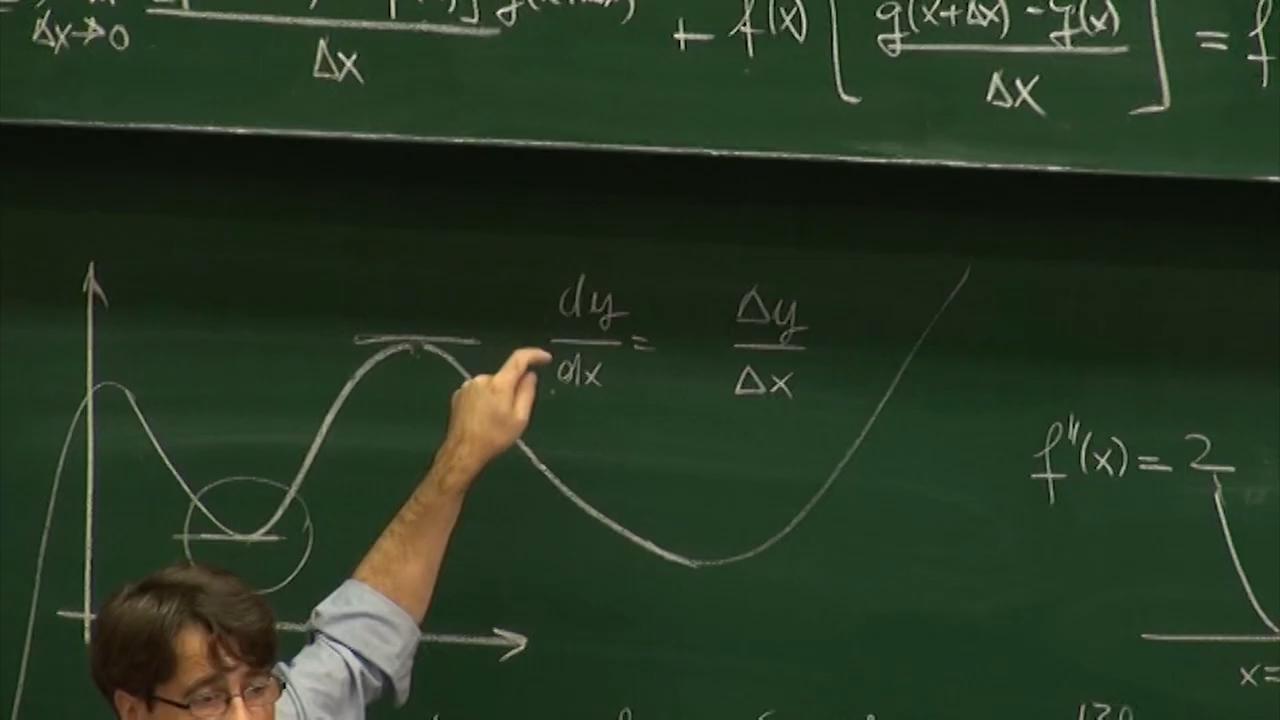 g(x+Δx) - g(x)
+ f(x) [ ] = f
Δx→0 Δx Δx
dy Δy
=
dx Δx
f''(x) = 2
x=